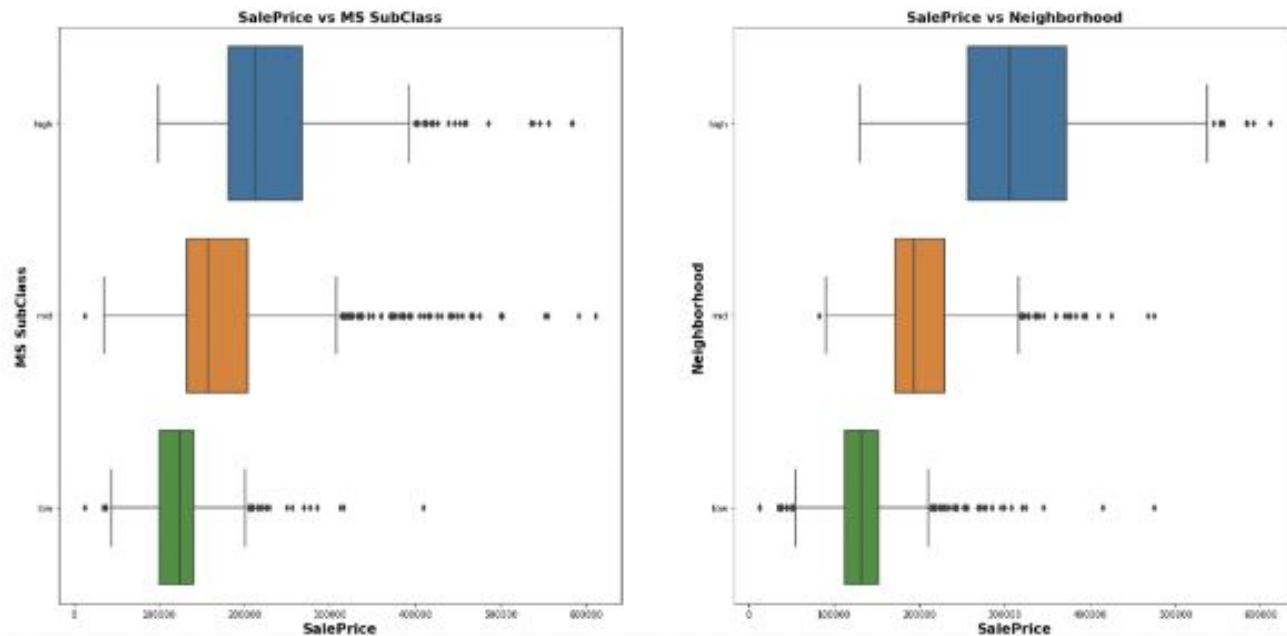 SalePrice vs MS SubClass
high
mid
low
MS SubClass
0 100000 200000 300000 400000 500000 600000
SalePrice
SalePrice vs Neighborhood
high
mid
low
Neighborhood
0 100000 200000 300000 400000 500000 600000
SalePrice